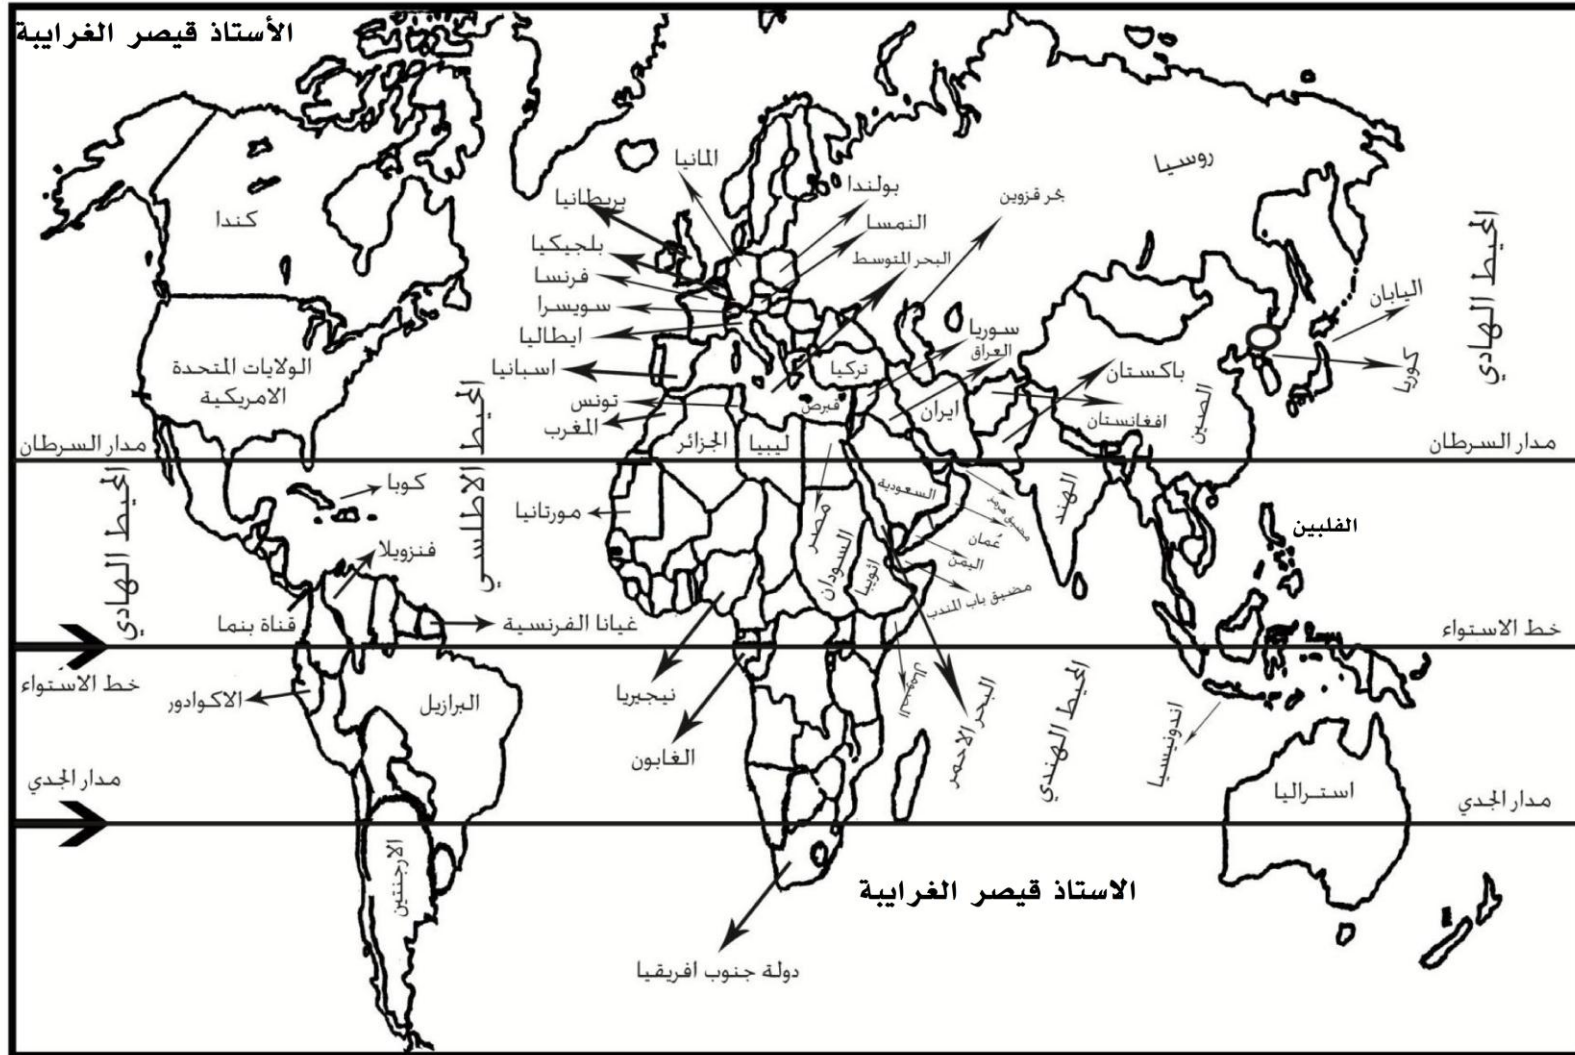 الأستاذ قيصر الغرايبة
روسيا
المانيا
بولندا
بحر قزوين
بريطانيا
النمسا
كندا
بلجيكيا
البحر المتوسط
المحيط الهادي
فرنسا
اليابان
سويسرا
ايطاليا
سوريا
العراق
كوريا
الولايات المتحدة
الامريكية
اسبانيا
تركيا
باكستان
تونس
قبرص
ايران
افغانستان
الصين
المغرب
الجزائر
ليبيا
مدار السرطان
مدار السرطان
المحيط الاطلسي
كوبا
السعودية
مضيق هرمز
الهند
مورتانيا
مصر
الفلبين
المحيط الهادي
فنزويلا
السودان
اثوبيا
عُمان
اليمن
مضيق باب المندب
قناة بنما
غيانا الفرنسية
خط الاستواء
خط الاستواء
الاكوادور
البرازيل
نيجيريا
الصومال
البحر الاحمر
المحيط الهندي
اندونيسيا
الغابون
مدار الجدي
استراليا
مدار الجدي
الارجنتين
الاستاذ قيصر الغرايبة
دولة جنوب افريقيا